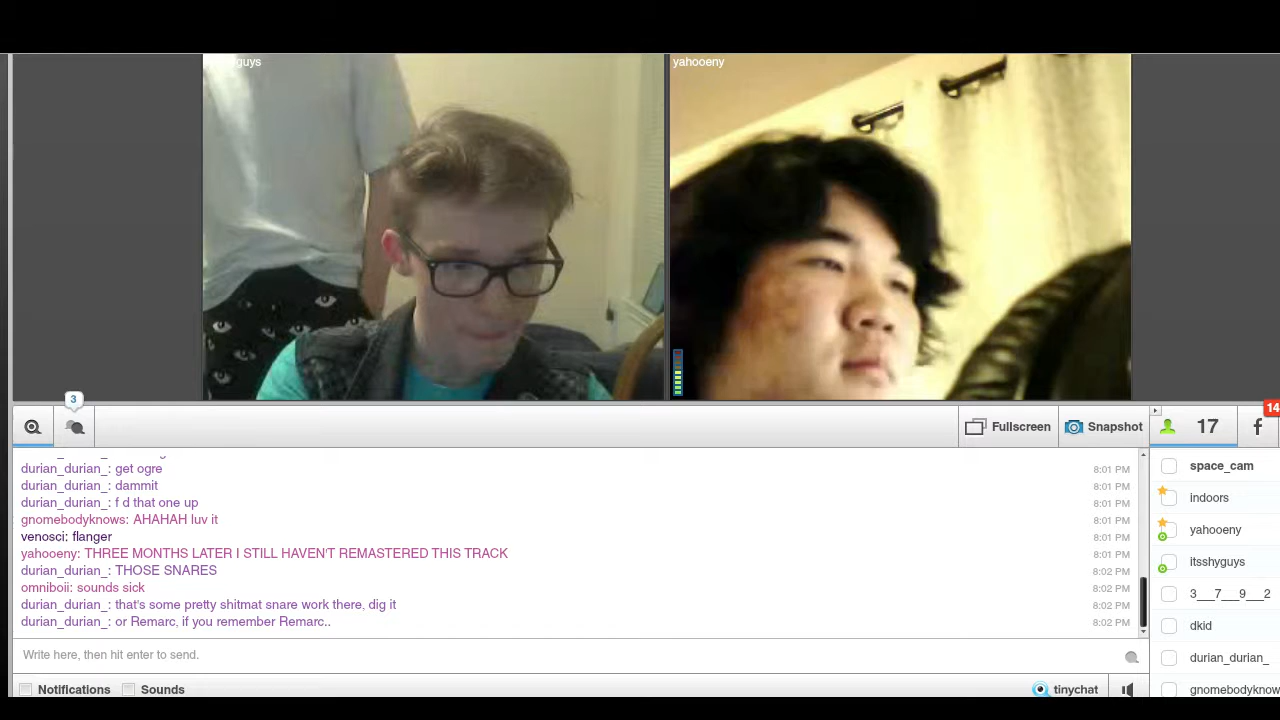 guys
yahooeny
3
Fullscreen
Snapshot
17
14
f
durian_durian_: get ogre 8:01 PM
durian_durian_: dammit 8:01 PM
durian_durian_: f d that one up 8:01 PM
gnomebodyknows: AHAHAH luv it 8:01 PM
venosci: flanger 8:01 PM
yahooeny: THREE MONTHS LATER I STILL HAVEN'T REMASTERED THIS TRACK 8:01 PM
durian_durian_: THOSE SNARES 8:02 PM
omniboii: sounds sick 8:02 PM
durian_durian_: that's some pretty shitmat snare work there, dig it 8:02 PM
durian_durian_: or Remarc, if you remember Remarc.. 8:02 PM
space_cam
indoors
yahooeny
itsshyguys
3__7__9__2
dkid
durian_durian_
gnomebodyknow
Write here, then hit enter to send.
Notifications
Sounds
tinychat